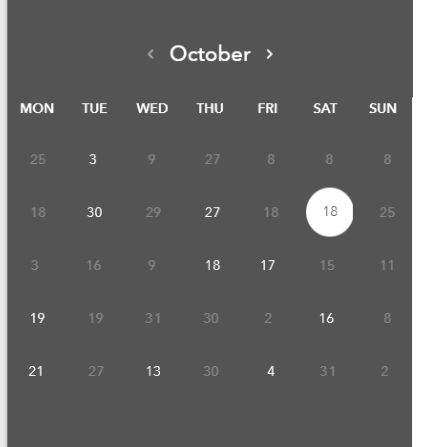 ‹ October ›
MON TUE WED THU FRI SAT SUN
25 3 9 27 8 8 8
18 30 29 27 18 18 25
3 16 9 18 17 15 11
19 19 31 30 2 16 8
21 27 13 30 4 31 2